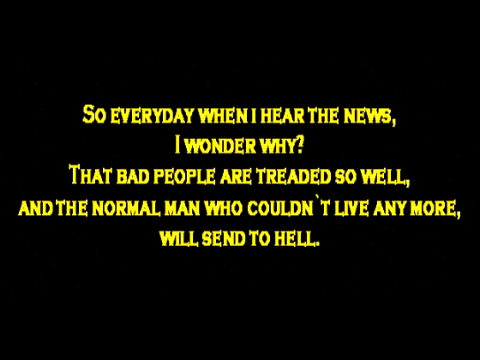 So everyday when i hear the news,
I wonder why?
That bad people are treaded so well,
and the normal man who couldn`t live any more,
will send to hell.